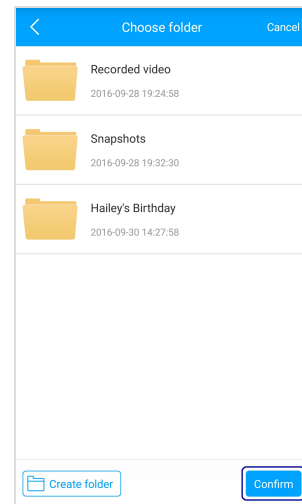 Choose folder
Cancel
Recorded video
2016-09-28 19:24:58
Snapshots
2016-09-28 19:32:30
Hailey's Birthday
2016-09-30 14:27:58
Create folder
Confirm